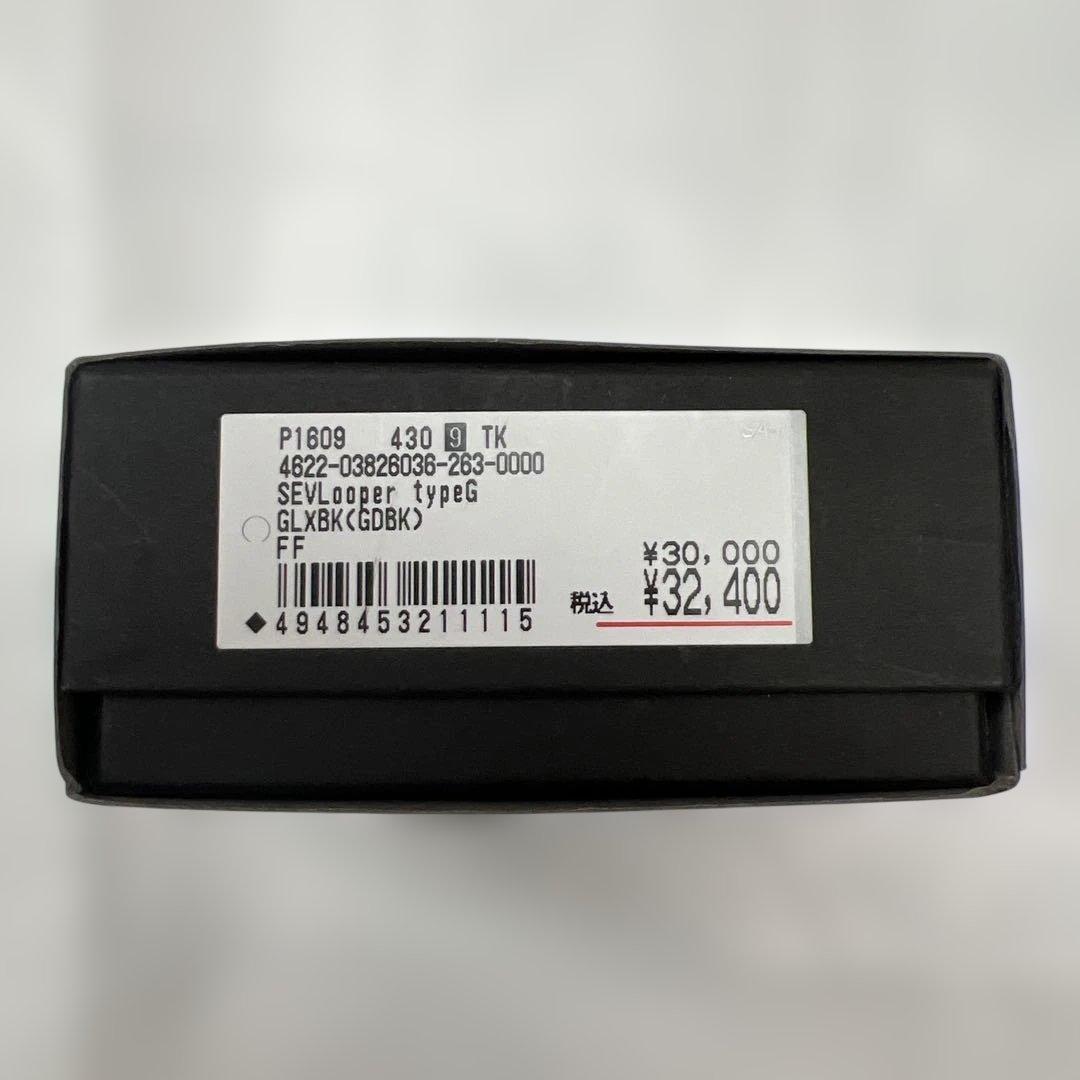 P1609 430 9 TK
4622-03826036-263-0000
SEVLooper typeG
GLXBK(GDBK)
FF
¥30,000
税込 ¥32,400
◆4948453211115